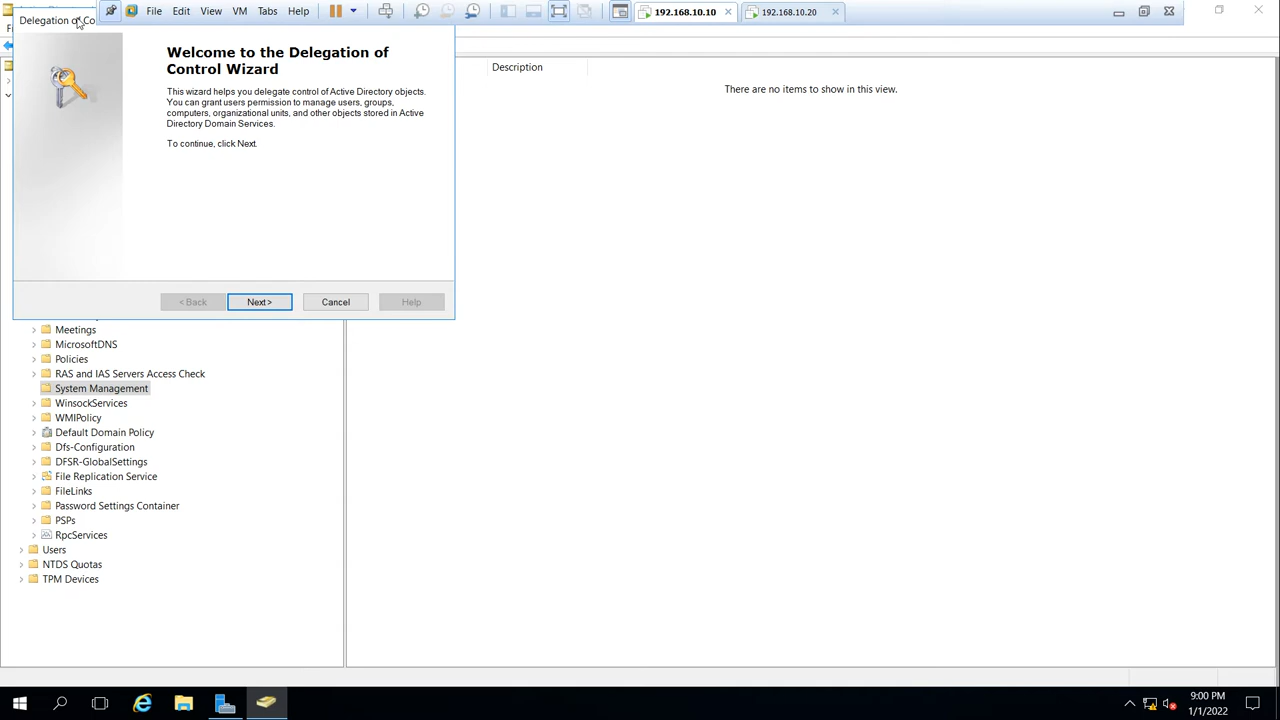 File Edit View VM Tabs Help
192.168.10.10
192.168.10.20
Delegation of Co
Welcome to the Delegation of
Control Wizard
This wizard helps you delegate control of Active Directory objects.
You can grant users permission to manage users, groups,
computers, organizational units, and other objects stored in Active
Directory Domain Services.
To continue, click Next.
< Back
Next >
Cancel
Help
Description
There are no items to show in this view.
Meetings
MicrosoftDNS
Policies
RAS and IAS Servers Access Check
System Management
WinsockServices
WMIPolicy
Default Domain Policy
Dfs-Configuration
DFSR-GlobalSettings
File Replication Service
FileLinks
Password Settings Container
PSPs
RpcServices
Users
NTDS Quotas
TPM Devices
9:00 PM
1/1/2022